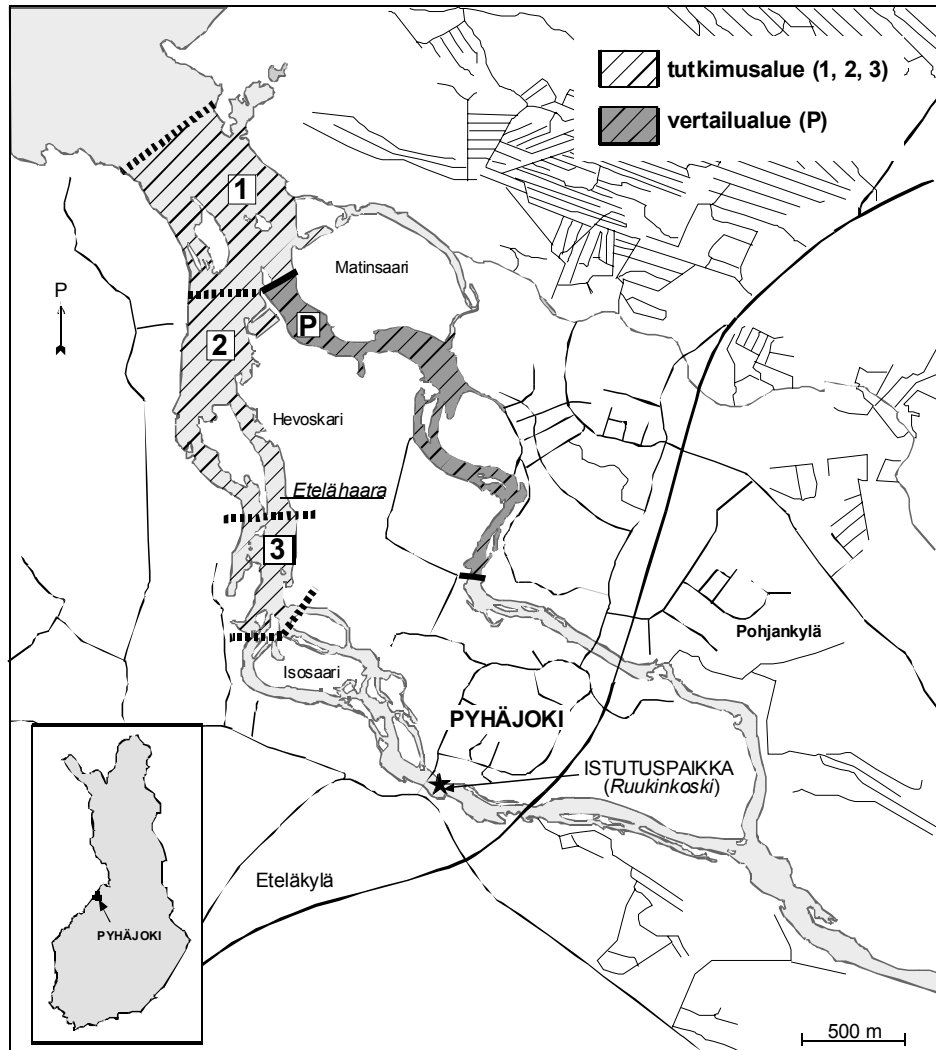 tutkimusalue (1, 2, 3)
vertailualue (P)
1
Matinsaari
P
P
2
Hevoskari
Etelähaara
3
Pohjankylä
Isosaari
PYHÄJOKI
ISTUTUSPAIKKA
(Ruukinkoski)
Eteläkylä
PYHÄJOKI
500 m